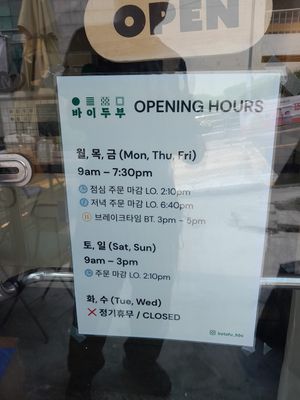 OPEN
바이두부
OPENING HOURS
월, 목, 금 (Mon, Thu, Fri)
9am – 7:30pm
점심 주문 마감 LO. 2:10pm
저녁 주문 마감 LO. 6:40pm
브레이크타임 BT. 3pm – 5pm
토, 일 (Sat, Sun)
9am – 3pm
주문 마감 LO. 2:10pm
화, 수 (Tue, Wed)
정기휴무 / CLOSED